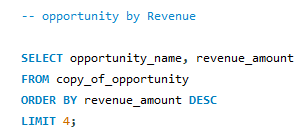 -- opportunity by Revenue
SELECT opportunity_name, revenue_amount
FROM copy_of_opportunity
ORDER BY revenue_amount DESC
LIMIT 4;